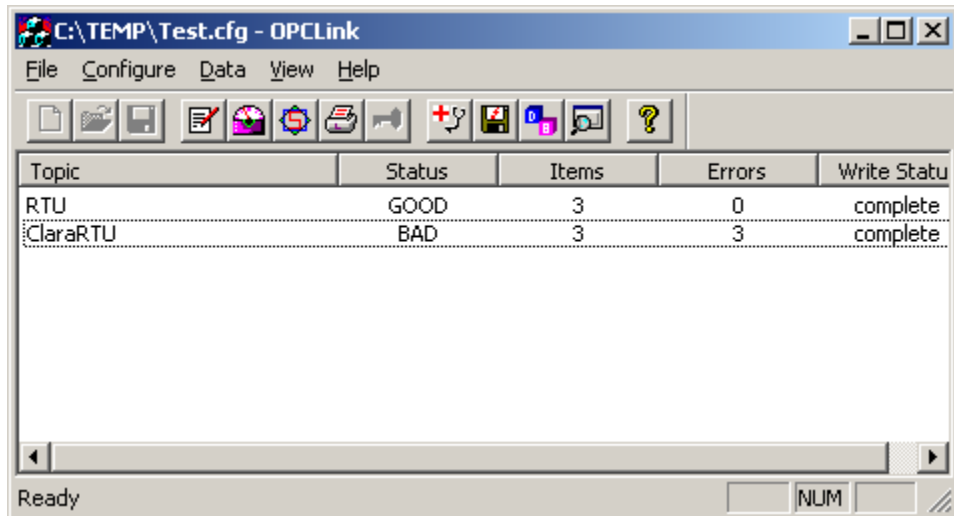 C:\TEMP\Test.cfg - OPCLink
File Configure Data View Help
Topic Status Items Errors Write Statu
RTU GOOD 3 0 complete
ClaraRTU BAD 3 3 complete
Ready NUM